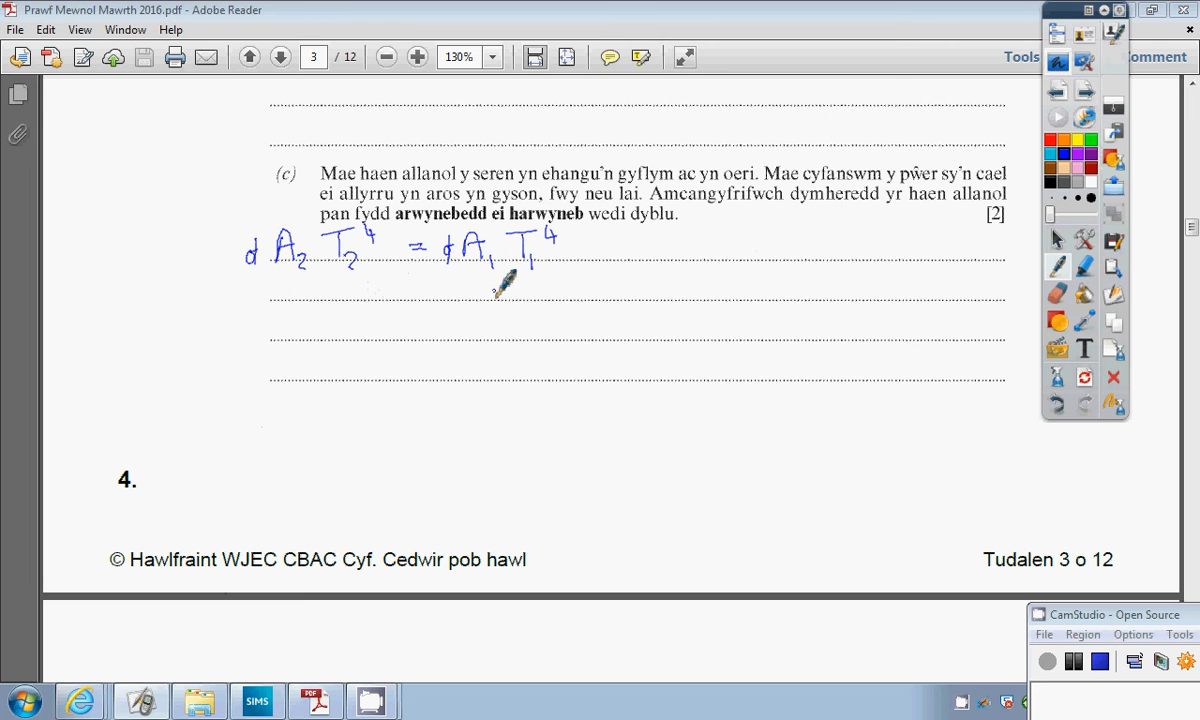 Prawf Mewnol Mawrth 2016.pdf - Adobe Reader
File Edit View Window Help
3 / 12 130% Tools Comment
(c) Mae haen allanol y seren yn ehangu'n gyflym ac yn oeri. Mae cyfanswm y pŵer sy'n cael
ei allyrru yn aros yn gyson, fwy neu lai. Amcangyfrifwch dymheredd yr haen allanol
pan fydd arwynebedd ei harwyneb wedi dyblu. [2]
σ A₂ T₂⁴ = σ A₁ T₁⁴
4.
© Hawlfraint WJEC CBAC Cyf. Cedwir pob hawl Tudalen 3 o 12
CamStudio - Open Source
File Region Options Tools
SIMS
PDF